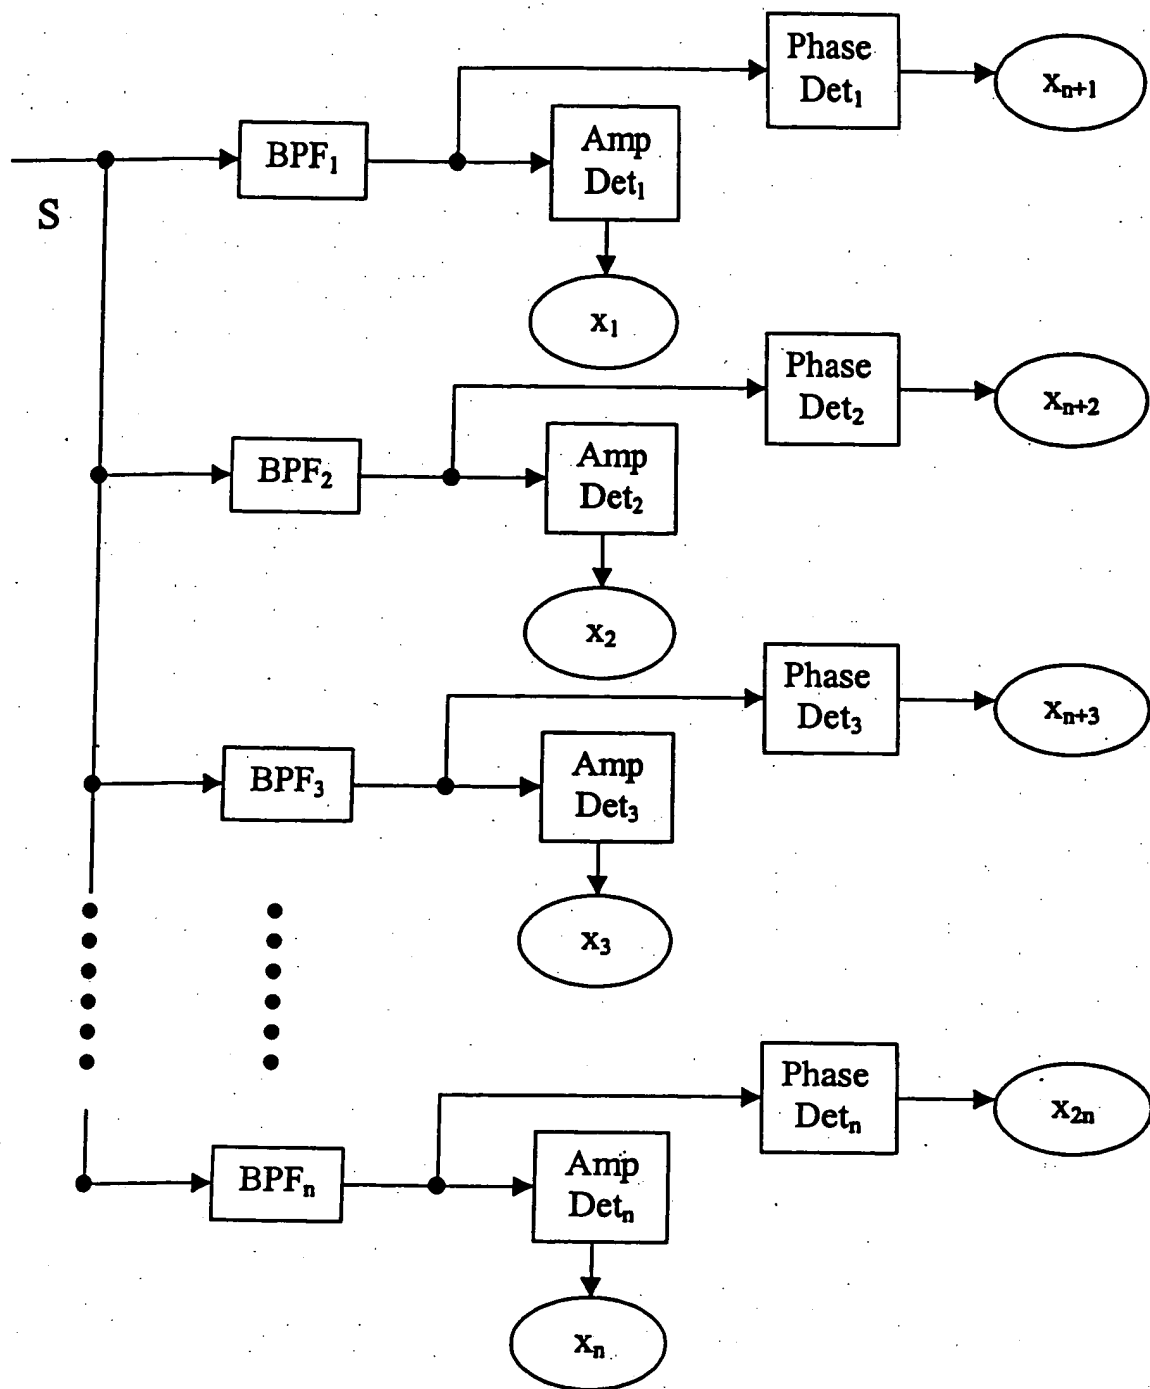 Phase
Det₁
xₙ₊₁
BPF₁
Amp
Det₁
S
x₁
Phase
Det₂
xₙ₊₂
BPF₂
Amp
Det₂
x₂
Phase
Det₃
xₙ₊₃
BPF₃
Amp
Det₃
x₃
Phase
Detₙ
x₂ₙ
BPFₙ
Amp
Detₙ
xₙ